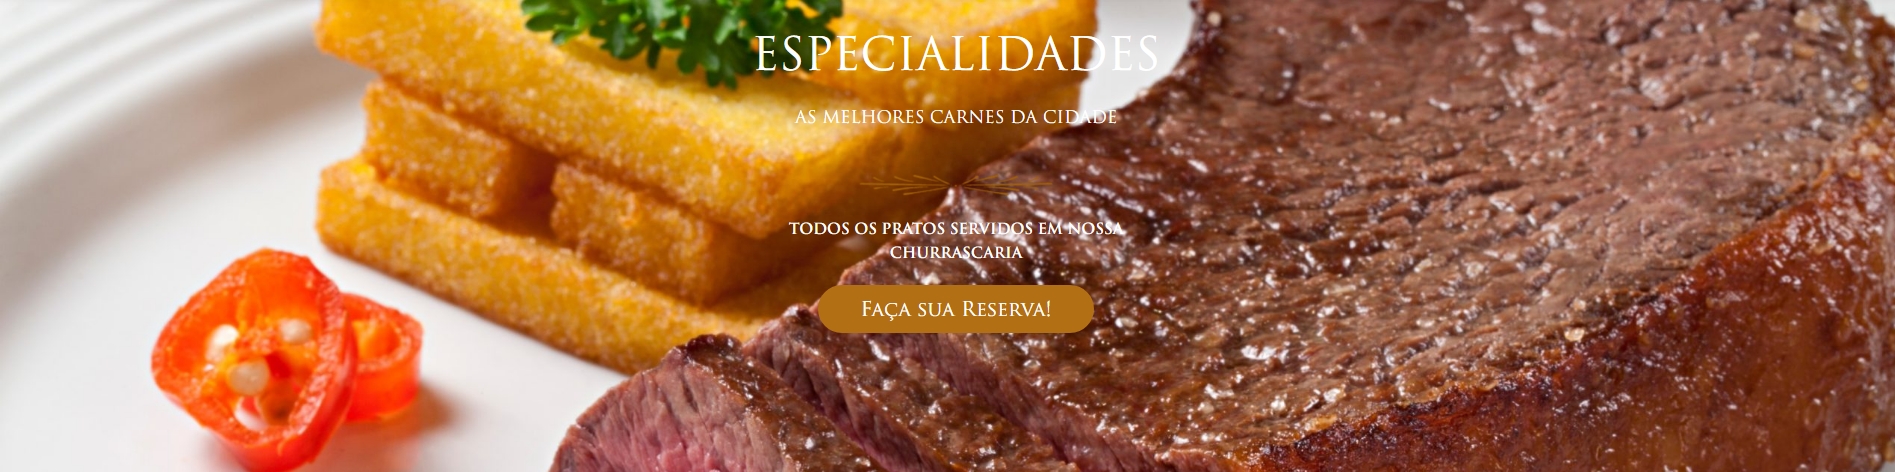 ESPECIALIDADES
AS MELHORES CARNES DA CIDADE
TODOS OS PRATOS SERVIDOS EM NOSSA
CHURRASCARIA
Faça sua Reserva!